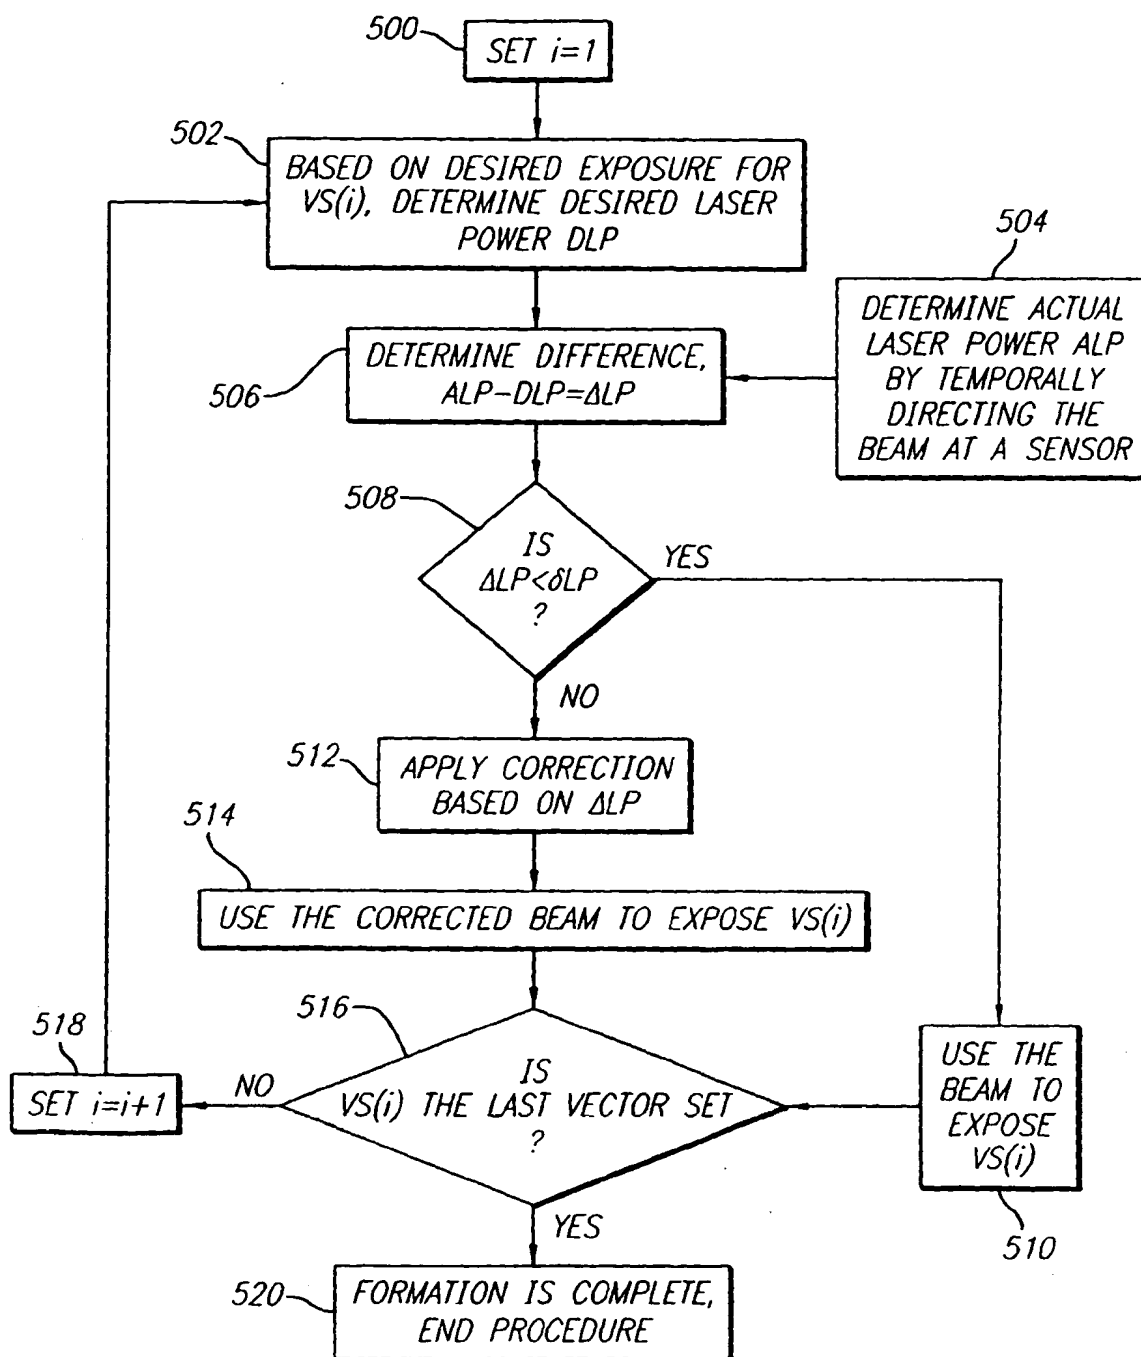 500
SET i=1
502
BASED ON DESIRED EXPOSURE FOR
VS(i), DETERMINE DESIRED LASER
POWER DLP
504
DETERMINE ACTUAL
LASER POWER ALP
BY TEMPORALLY
DIRECTING THE
BEAM AT A SENSOR
506
DETERMINE DIFFERENCE,
ALP-DLP=ΔLP
508
IS
ΔLP<δLP
?
YES
NO
512
APPLY CORRECTION
BASED ON ΔLP
514
USE THE CORRECTED BEAM TO EXPOSE VS(i)
516
IS
VS(i) THE LAST VECTOR SET
?
NO
518
SET i=i+1
USE THE
BEAM TO
EXPOSE
VS(i)
510
YES
520
FORMATION IS COMPLETE,
END PROCEDURE